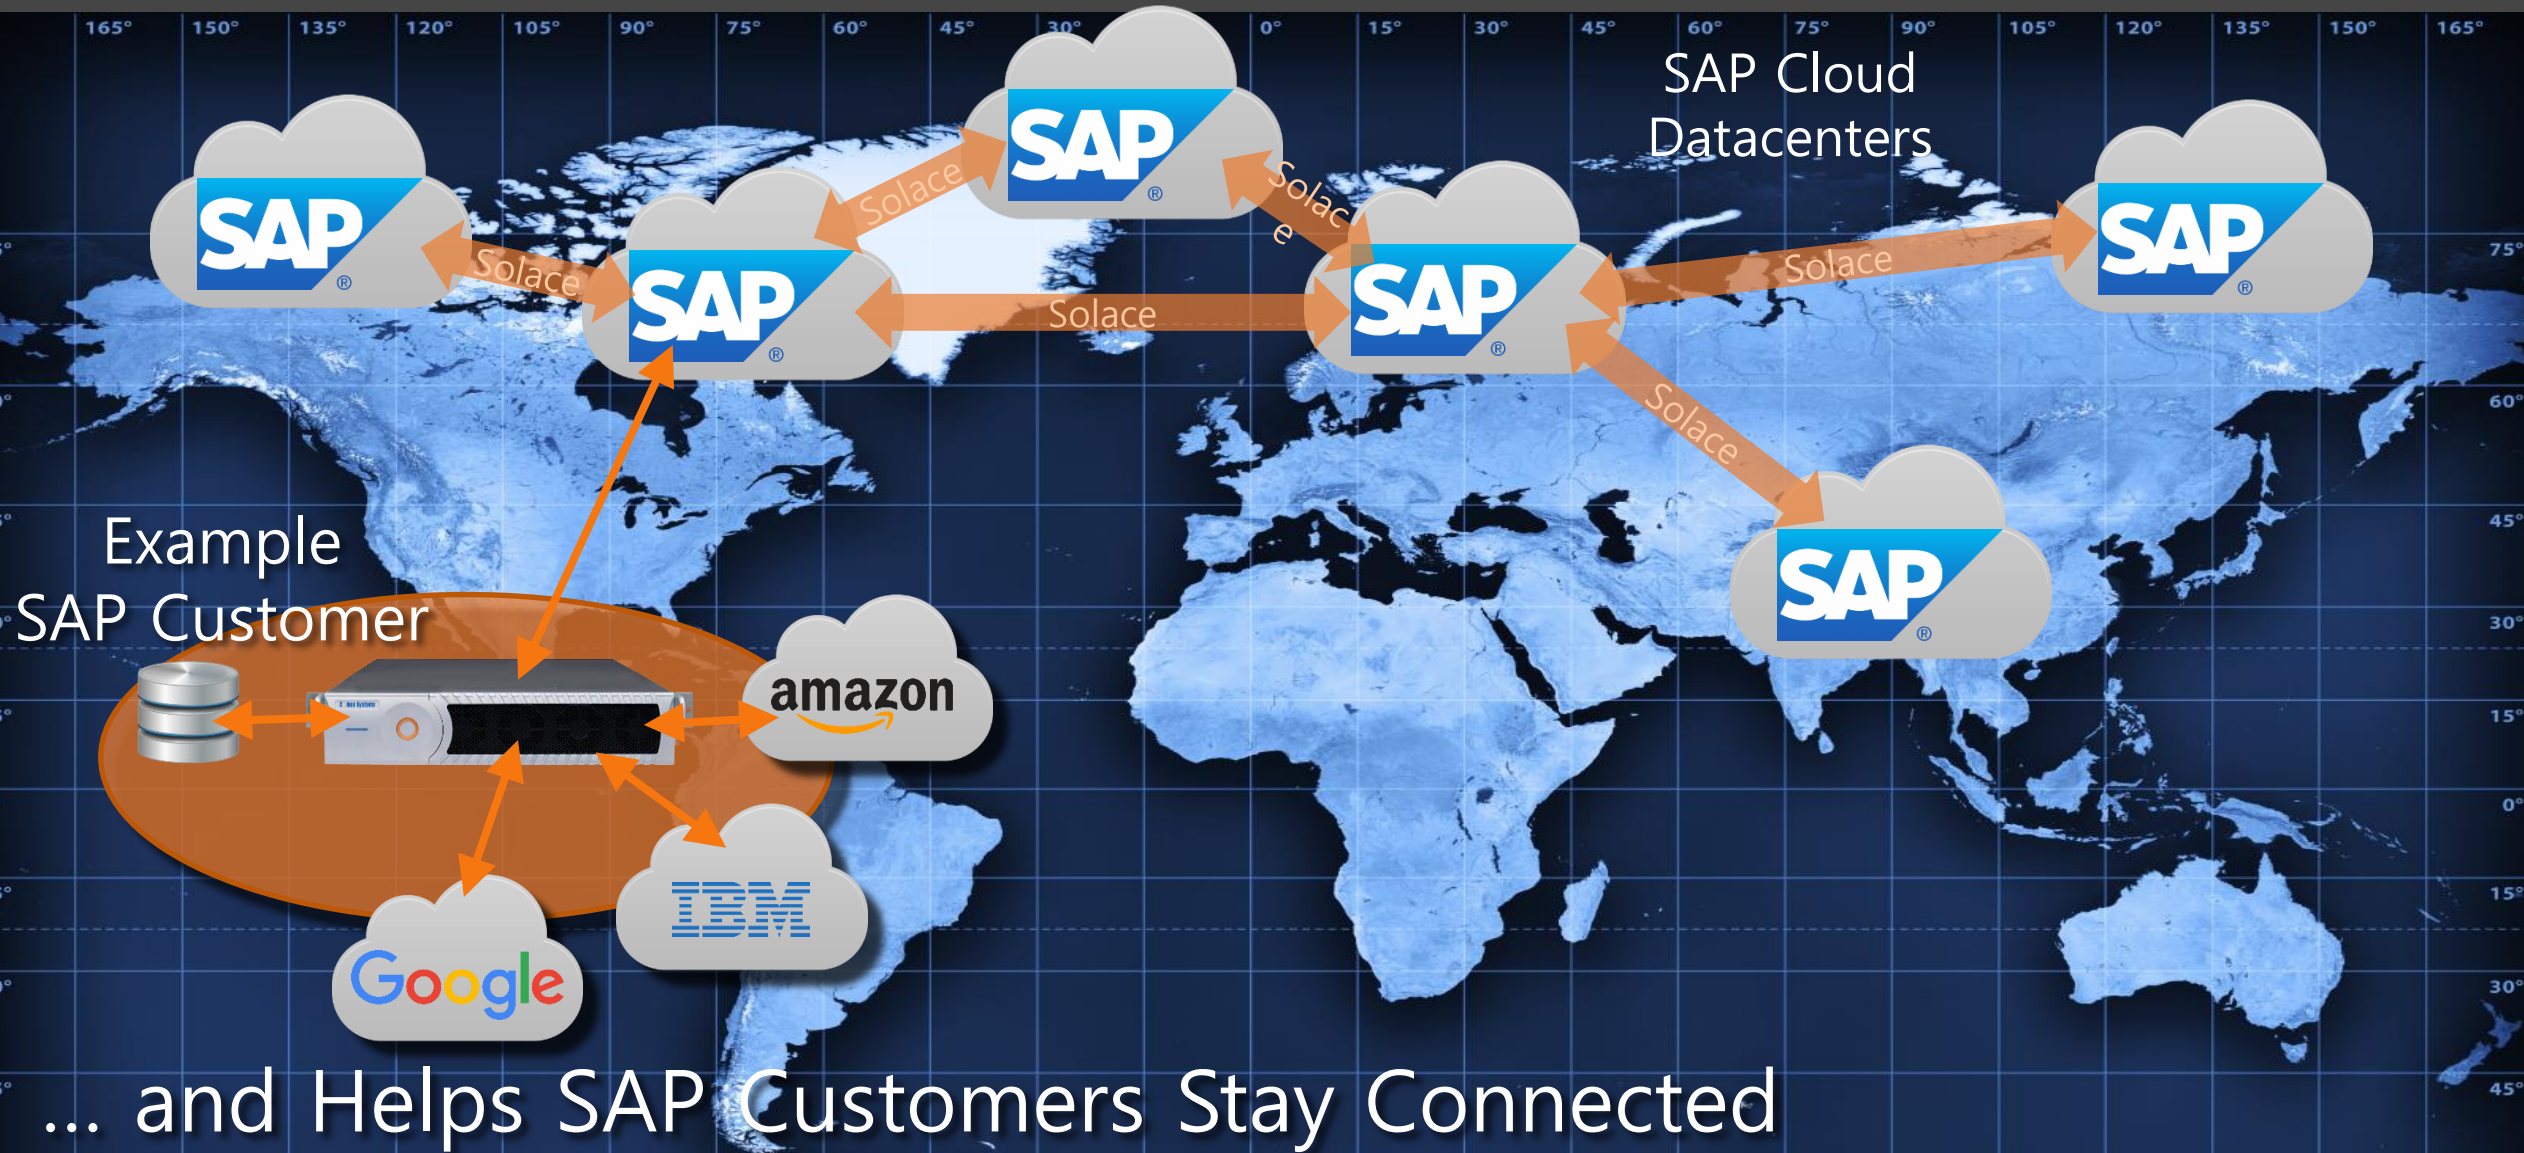 165° 150° 135° 120° 105° 90° 75° 60° 45° 30° 0° 15° 30° 45° 60° 75° 90° 105° 120° 135° 150° 165°
SAP Cloud
Datacenters
SAP®
SAP®
SAP®
SAP®
SAP®
SAP®
Solace
Solace
Solac
e
Solace
Solace
Solace
75°
60°
45°
30°
15°
0°
15°
30°
45°
Example
SAP Customer
amazon
IBM
Google
... and Helps SAP Customers Stay Connected